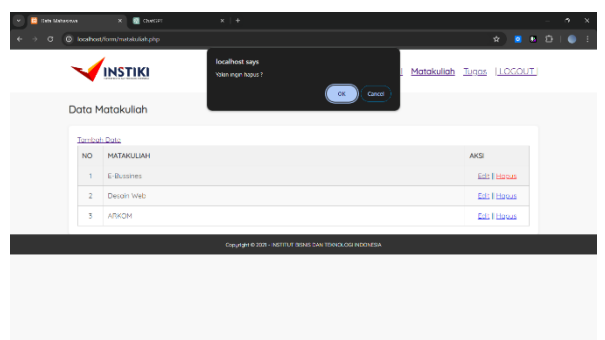 Data Matakuliah
ChatGPT
localhost/form/matakuliah.php
localhost says
Yakin ingin hapus ?
OK
Cancel
INSTIKI
Matakuliah
Tugas
| LOGOUT |
Data Matakuliah
Tambah Data
NO MATAKULIAH AKSI
1 E-Bussines Edit | Hapus
2 Desain Web Edit | Hapus
3 ARKOM Edit | Hapus
Copyright © 2021 - INSTITUT BISNIS DAN TEKNOLOGI INDONESIA